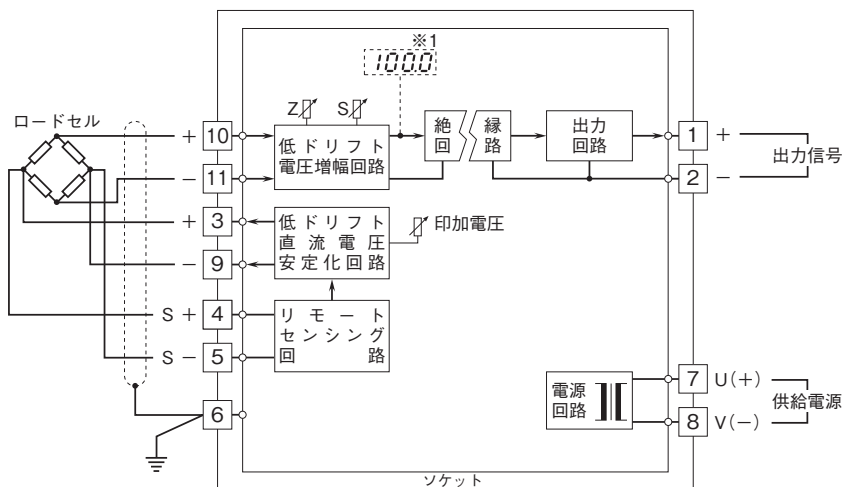 ※1
100.0
ロードセル
Z
S
+ 10
低ドリフト
電圧増幅回路
絶
回
縁
路
出力
回路
1 +
出力信号
2 −
− 11
+ 3
低ドリフト
直流電圧
安定化回路
印加電圧
− 9
S + 4
リモート
センシング
回路
S − 5
6
電源
回路
7 U(+)
供給電源
8 V(−)
ソケット